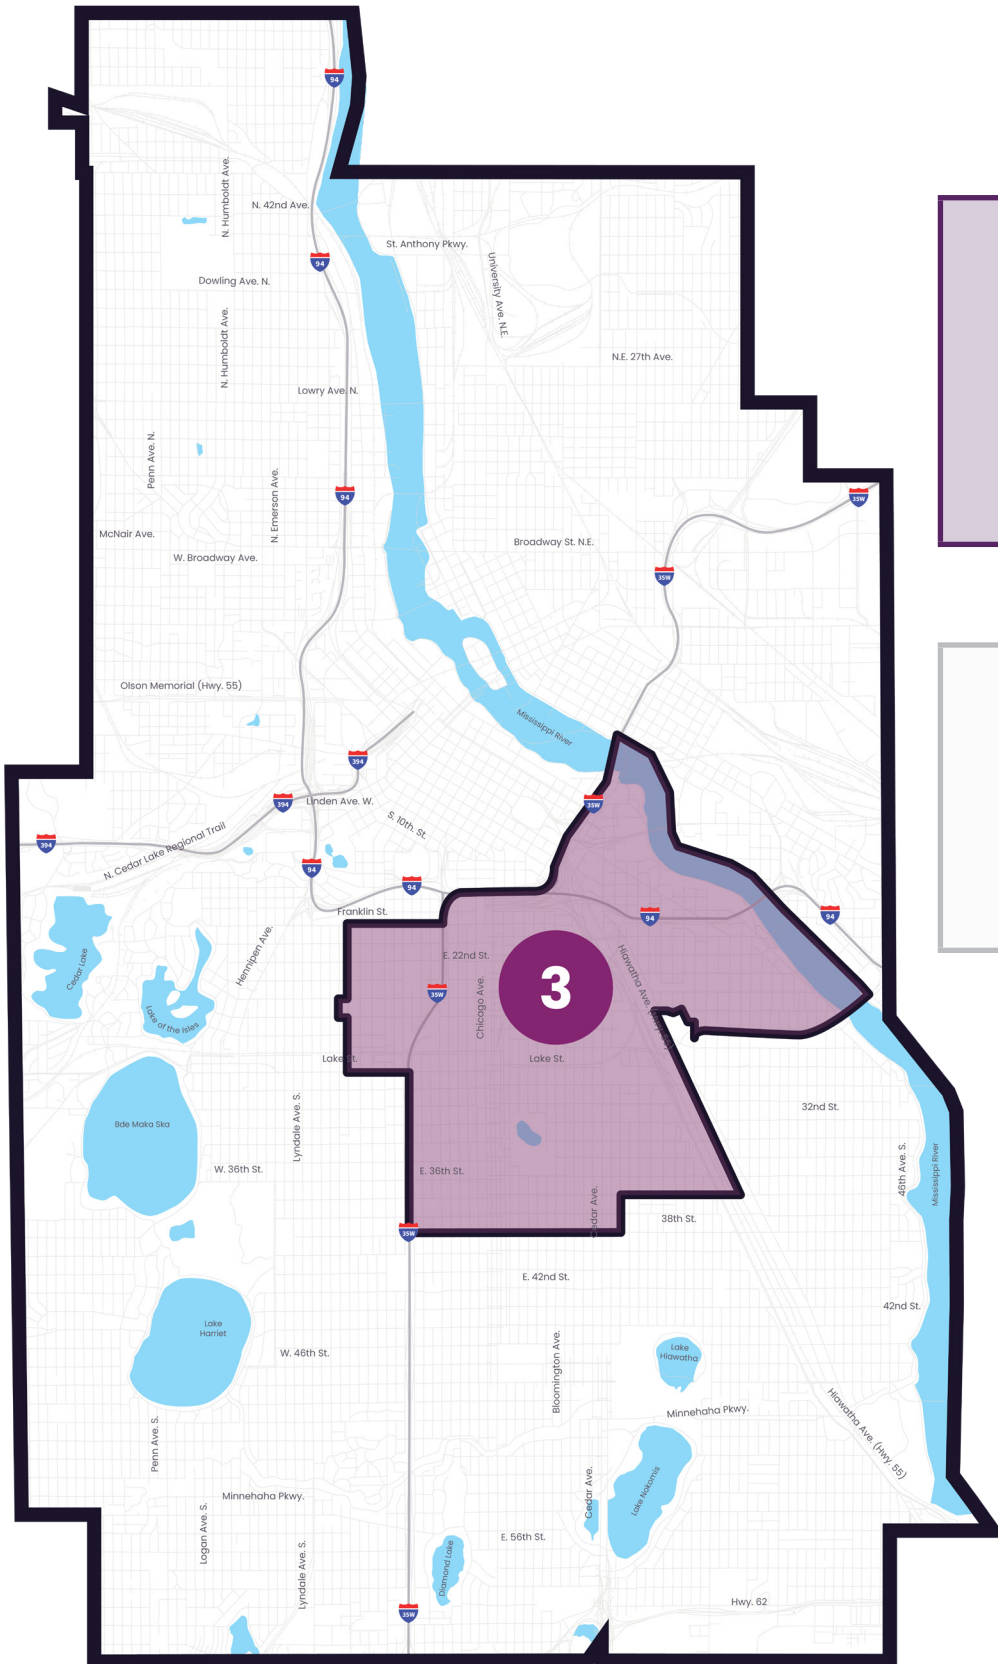 94
N. Humboldt Ave.
N. 42nd Ave.
St. Anthony Pkwy.
94
University Ave. N.E.
Dowling Ave. N.
N. Humboldt Ave.
N.E. 27th Ave.
Lowry Ave. N.
Penn Ave. N.
94
35W
N. Emerson Ave.
McNair Ave.
Broadway St. N.E.
W. Broadway Ave.
35W
Olson Memorial (Hwy. 55)
Mississippi River
394
394
Linden Ave. W.
35W
S. 10th. St.
394
N. Cedar Lake Regional Trail
94
94
Franklin St.
94
94
Hennipen Ave.
E. 22nd St.
Cedar Lake
3
35W
Chicago Ave.
Hiawatha Ave. (Hwy. 55)
Lake of the Isles
Lake St.
Lake St.
32nd St.
Bde Maka Ska
Lyndale Ave. S.
W. 36th St.
E. 36th St.
46th Ave. S.
Mississippi River
Cedar Ave.
38th St.
35W
E. 42nd St.
42nd St.
Lake
Harriet
W. 46th St.
Bloomington Ave.
Lake
Hiawatha
Minnehaha Pkwy.
Hiawatha Ave. (Hwy. 55)
Penn Ave. S.
Minnehaha Pkwy.
Cedar Ave.
Lake Nokomis
Logan Ave. S.
E. 56th St.
Lyndale Ave. S.
Diamond Lake
35W
Hwy. 62